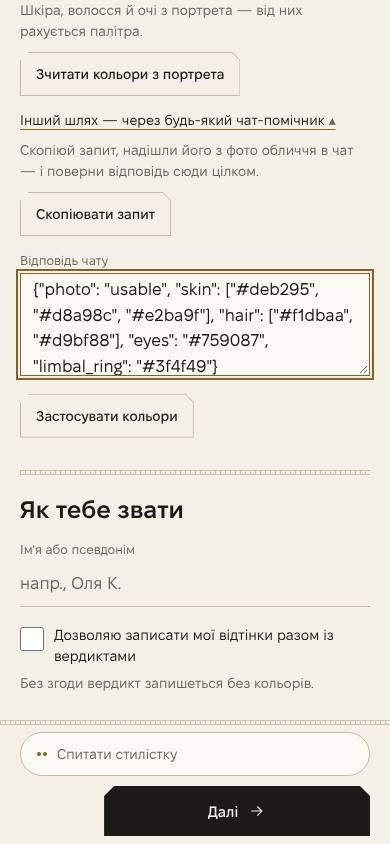 Шкіра, волосся й очі з портрета — від них
рахується палітра.
Зчитати кольори з портрета
Інший шлях — через будь-який чат-помічник ▲
Скопіюй запит, надішли його з фото обличчя в чат
— і поверни відповідь сюди цілком.
Скопіювати запит
Відповідь чату
{"photo": "usable", "skin": ["#deb295",
"#d8a98c", "#e2ba9f"], "hair": ["#f1dbaa",
"#d9bf88"], "eyes": "#759087",
"limbal_ring": "#3f4f49"}
Застосувати кольори
Як тебе звати
Ім'я або псевдонім
напр., Оля К.
Дозволяю записати мої відтінки разом із
вердиктами
Без згоди вердикт запишеться без кольорів.
Спитати стилістку
Далі →